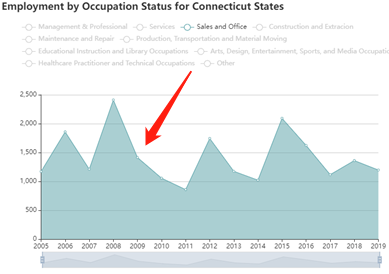 Employment by Occupation Status for Connecticut States
Management & Professional Services Sales and Office Construction and Extracion
Maintenance and Repair Production, Transportation and Material Moving
Educational Instruction and Library Occupations Arts, Design, Entertainment, Sports, and Media Occupatio
Healthcare Practitioner and Technical Occupations Other
2,500
2,000
1,500
1,000
500
0
2005 2006 2007 2008 2009 2010 2011 2012 2013 2014 2015 2016 2017 2018 2019